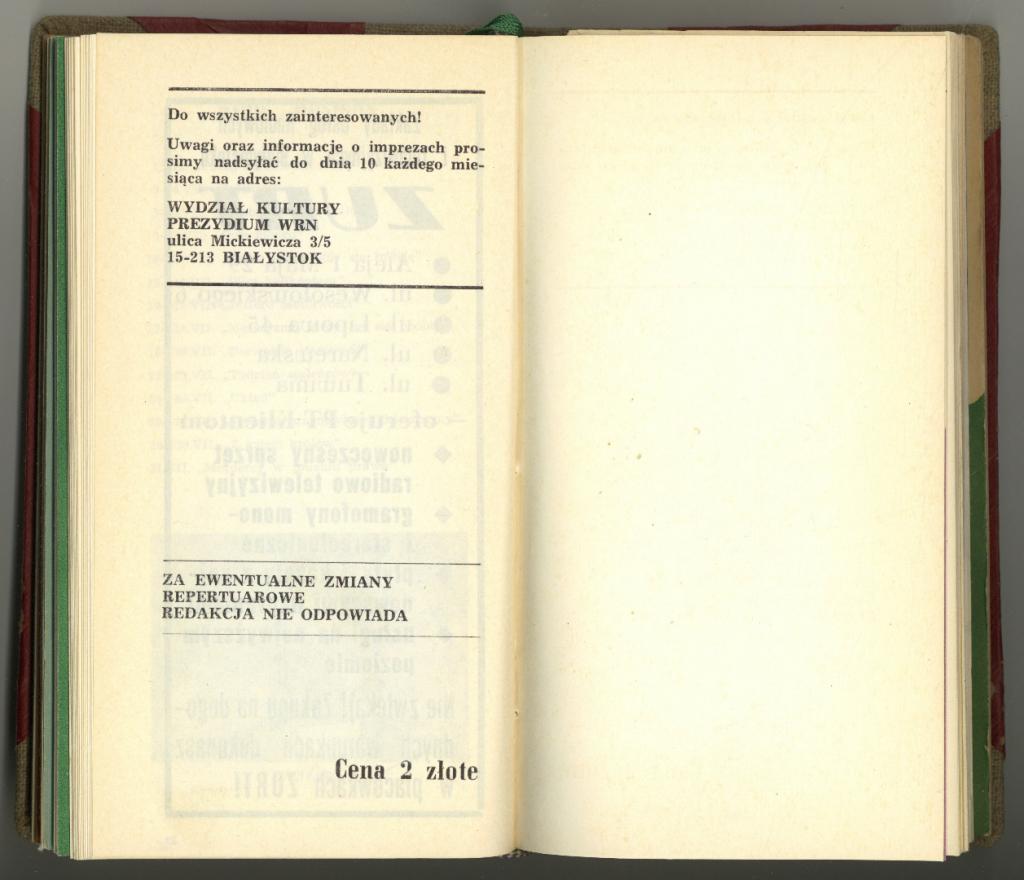 Do wszystkich zainteresowanych!
Uwagi oraz informacje o imprezach pro-
simy nadsyłać do dnia 10 każdego mie-
siąca na adres:
WYDZIAŁ KULTURY
PREZYDIUM WRN
ulica Mickiewicza 3/5
15-213 BIAŁYSTOK
ZA EWENTUALNE ZMIANY
REPERTUAROWE
REDAKCJA NIE ODPOWIADA
Cena 2 złote